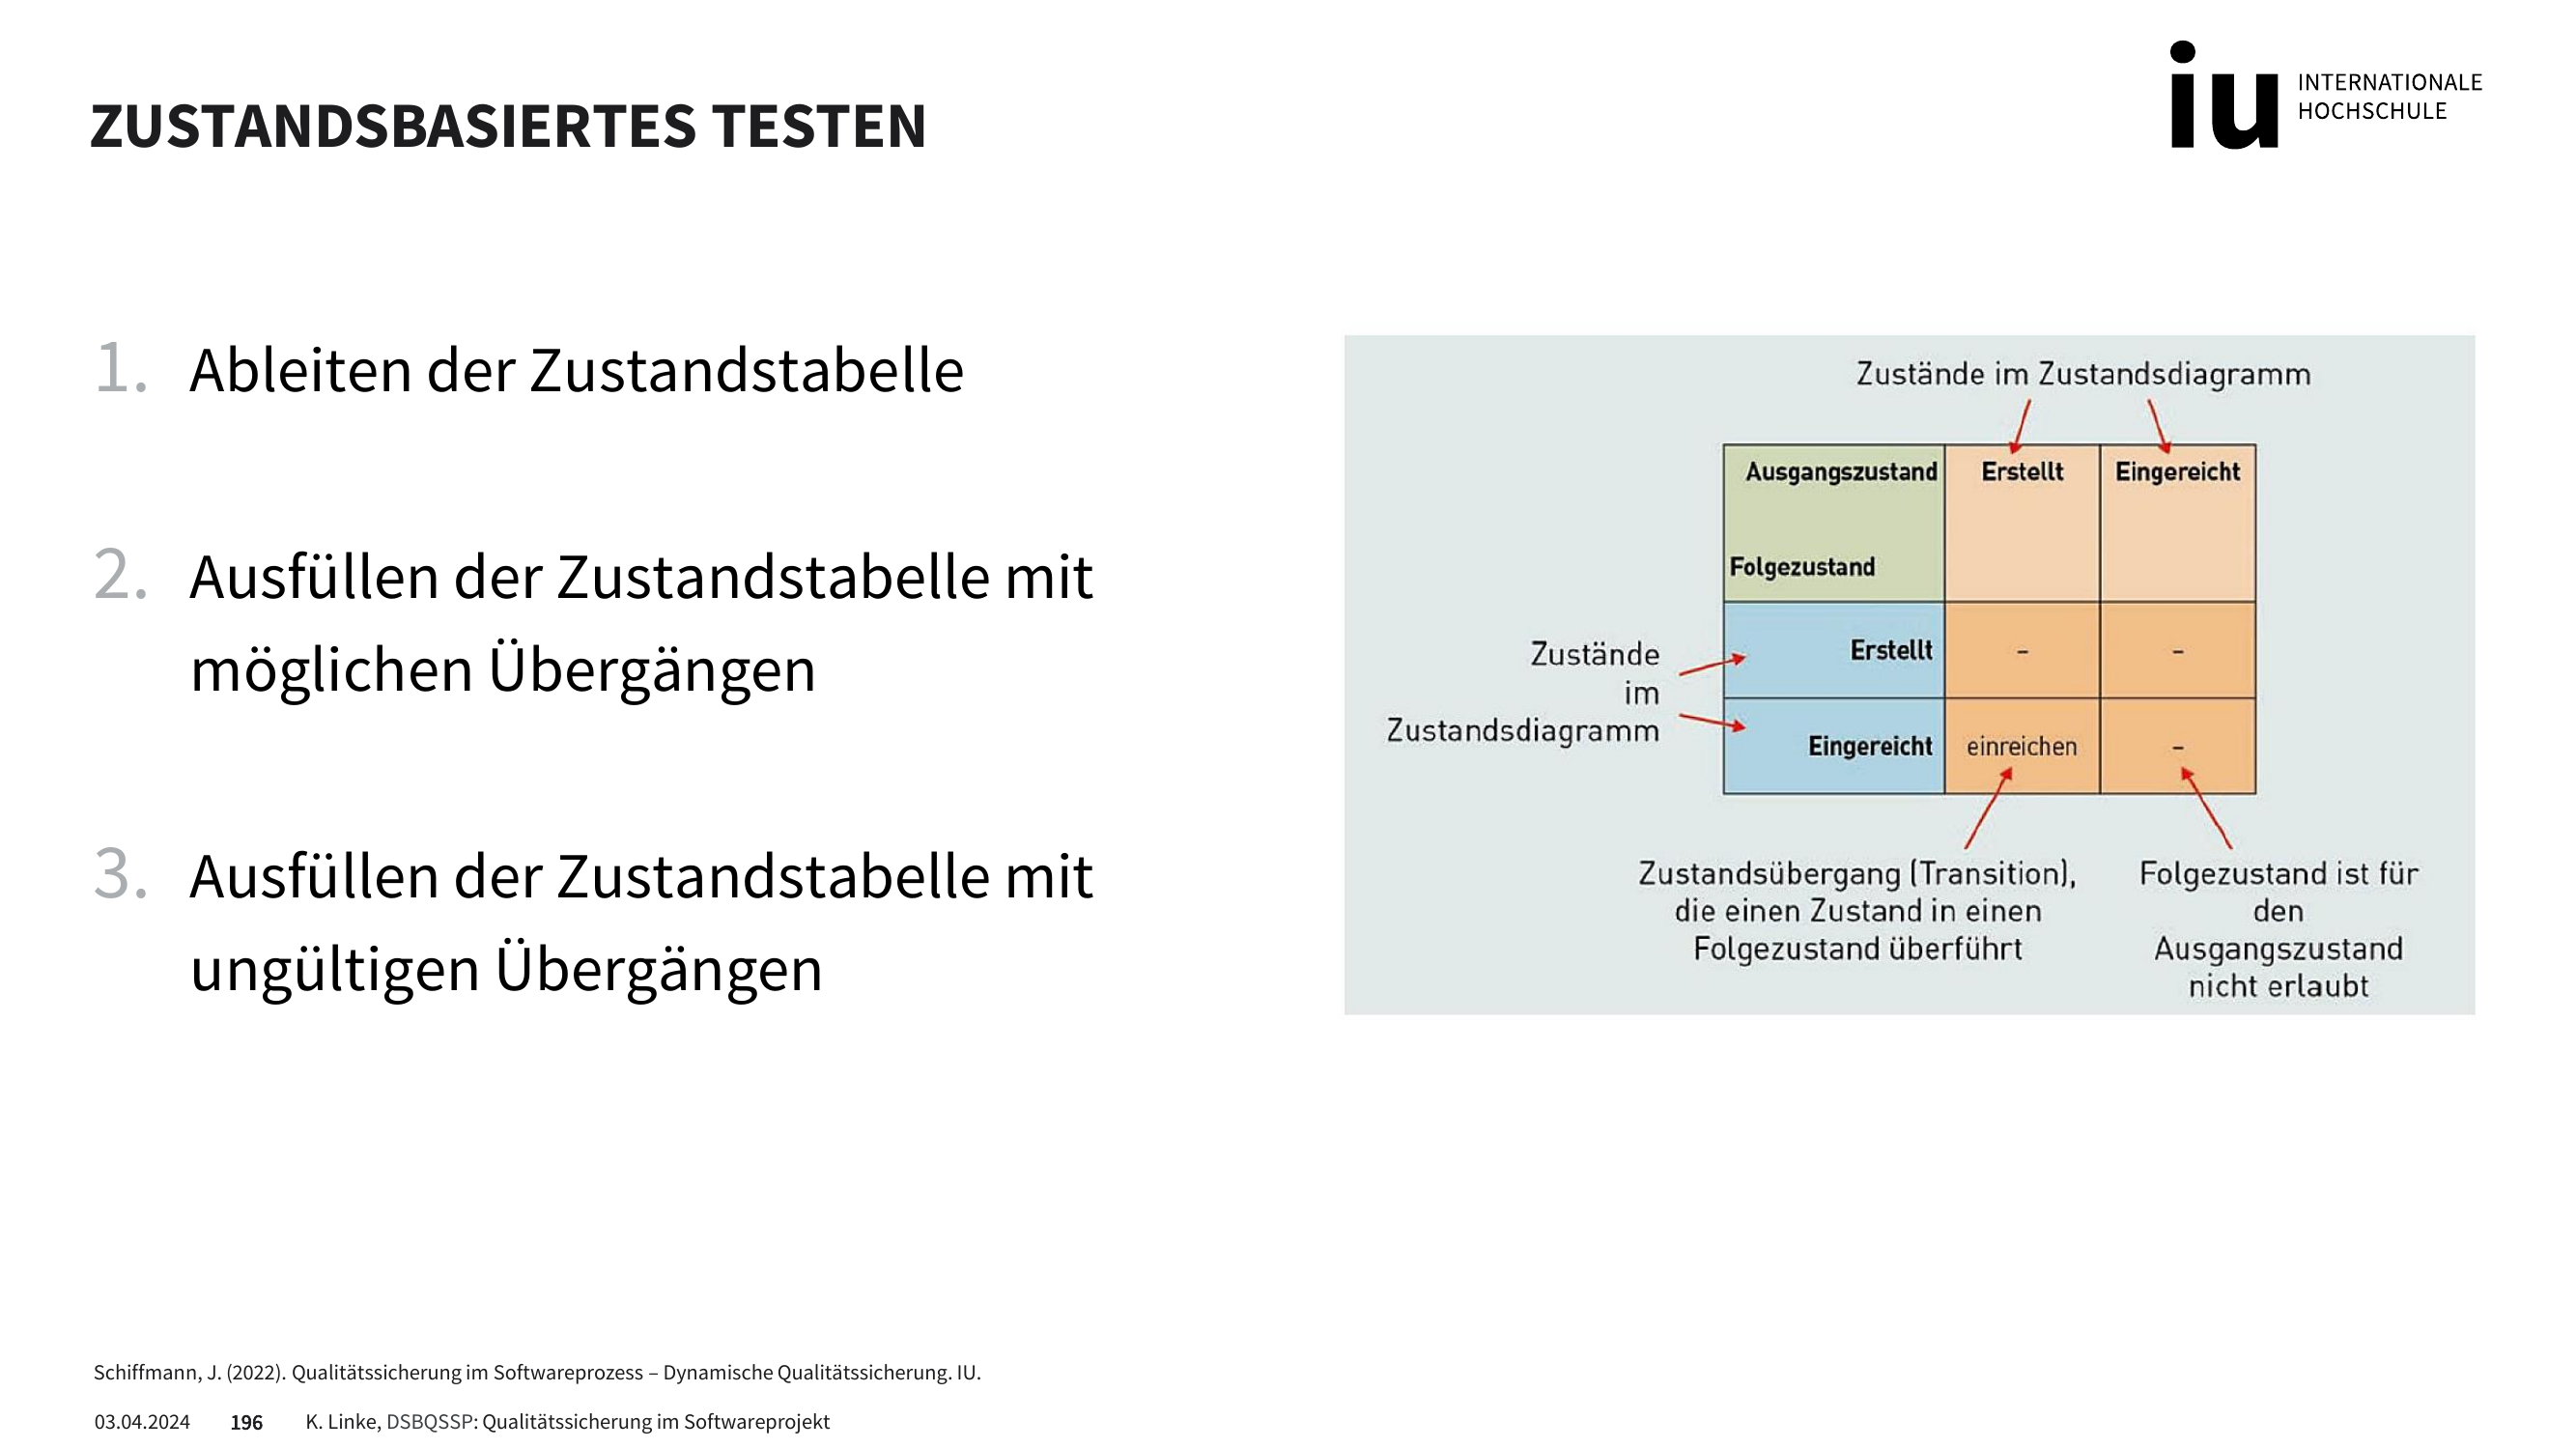 ZUSTANDSBASIERTES TESTEN
iu INTERNATIONALE
HOCHSCHULE
1. Ableiten der Zustandstabelle
2. Ausfüllen der Zustandstabelle mit
möglichen Übergängen
3. Ausfüllen der Zustandstabelle mit
ungültigen Übergängen
Zustände im Zustandsdiagramm
Ausgangszustand Erstellt Eingereicht
Folgezustand
Zustände
im
Zustandsdiagramm
Erstellt – –
Eingereicht einreichen –
Zustandsübergang (Transition),
die einen Zustand in einen
Folgezustand überführt
Folgezustand ist für
den
Ausgangszustand
nicht erlaubt
Schiffmann, J. (2022). Qualitätssicherung im Softwareprozess – Dynamische Qualitätssicherung. IU.
03.04.2024 196 K. Linke, DSBQSSP: Qualitätssicherung im Softwareprojekt